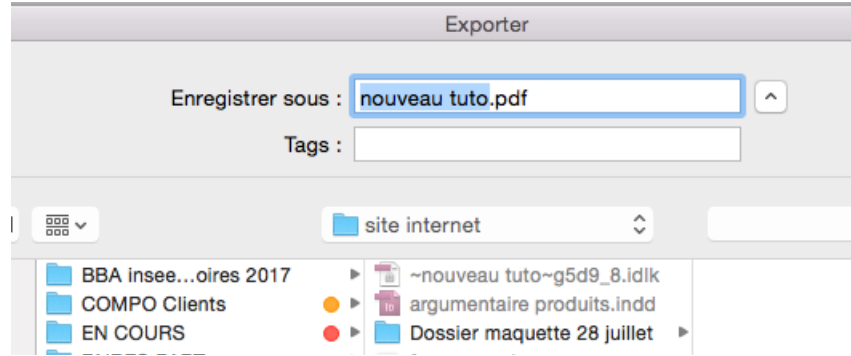 Exporter
Enregistrer sous : nouveau tuto.pdf
Tags :
site internet
BBA insee...oires 2017 ~nouveau tuto~g5d9_8.idlk
COMPO Clients argumentaire produits.indd
EN COURS Dossier maquette 28 juillet